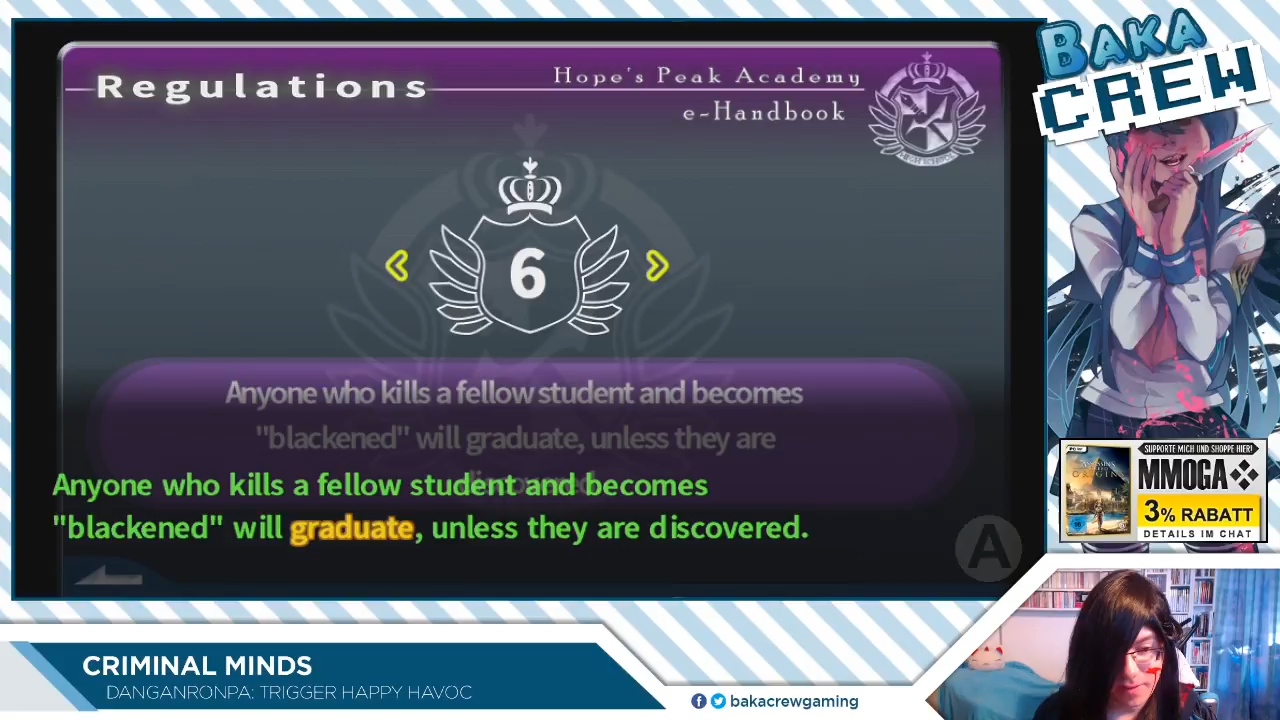 Regulations
Hope's Peak Academy
e-Handbook
6
Anyone who kills a fellow student and becomes
"blackened" will graduate, unless they are
Anyone who kills a fellow student and becomes
"blackened" will graduate, unless they are discovered.
A
BAKA
CREW
SUPPORTE MICH UND SHOPPE HIER!
MMOGA
3% RABATT
DETAILS IM CHAT
CRIMINAL MINDS
DANGANRONPA: TRIGGER HAPPY HAVOC
bakacrewgaming